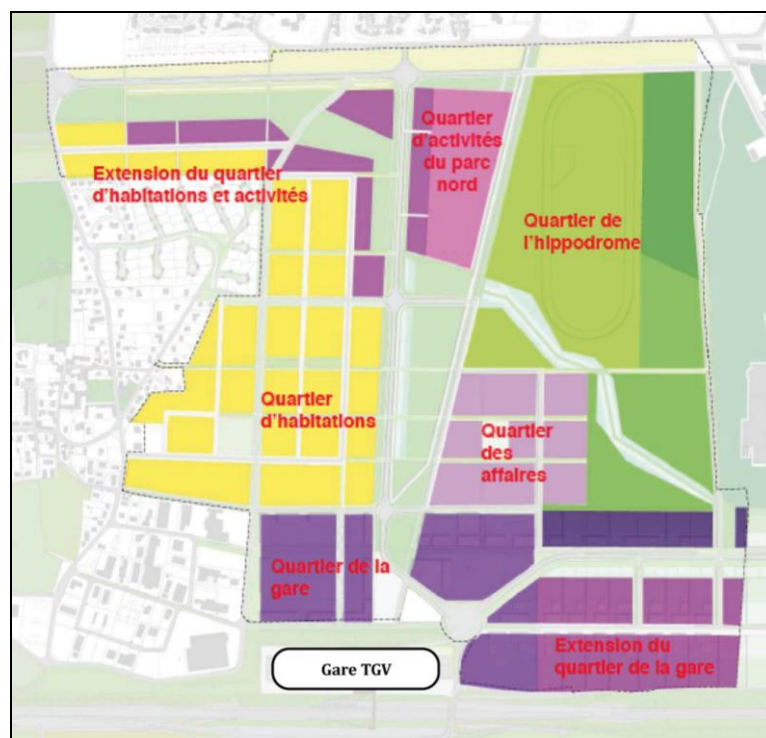 Quartier
d'activités
du parc
nord
Extension du quartier
d'habitations et activités
Quartier de
l'hippodrome
Quartier
d'habitations
Quartier
des
affaires
Quartier de la
gare
Extension du
quartier de la gare
Gare TGV